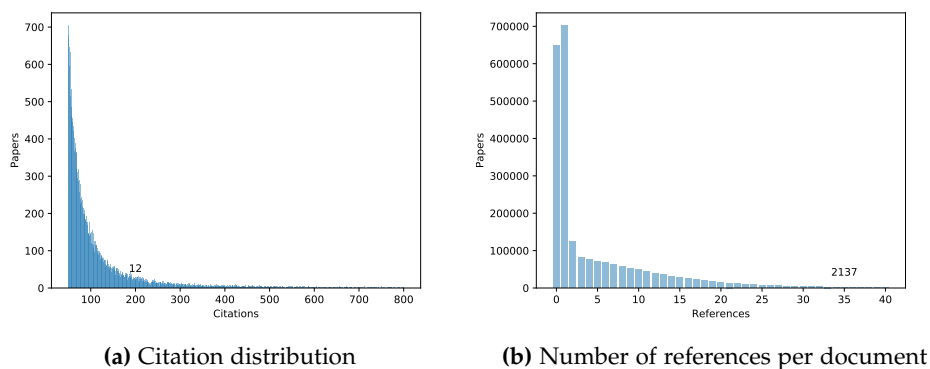 700
600
500
400
300
200
100
0
Papers
12
100 200 300 400 500 600 700 800
Citations
(a) Citation distribution
700000
600000
500000
400000
300000
200000
100000
0
Papers
2137
0 5 10 15 20 25 30 35 40
References
(b) Number of references per document